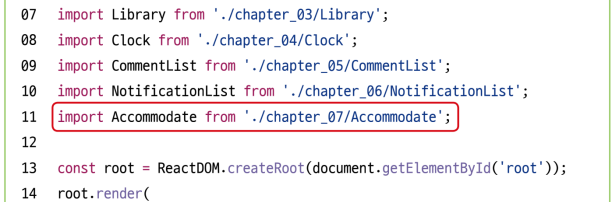 07 import Library from './chapter_03/Library';
08 import Clock from './chapter_04/Clock';
09 import CommentList from './chapter_05/CommentList';
10 import NotificationList from './chapter_06/NotificationList';
11 import Accommodate from './chapter_07/Accommodate';
12
13 const root = ReactDOM.createRoot(document.getElementById('root'));
14 root.render(